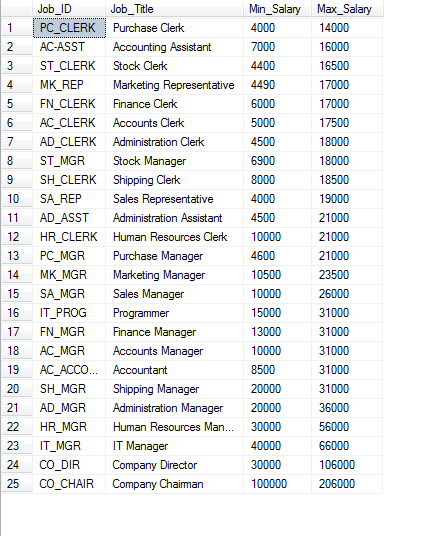 Job_ID Job_Title Min_Salary Max_Salary
1 PC_CLERK Purchase Clerk 4000 14000
2 AC-ASST Accounting Assistant 7000 16000
3 ST_CLERK Stock Clerk 4400 16500
4 MK_REP Marketing Representative 4490 17000
5 FN_CLERK Finance Clerk 6000 17000
6 AC_CLERK Accounts Clerk 5000 17500
7 AD_CLERK Administration Clerk 4500 18000
8 ST_MGR Stock Manager 6900 18000
9 SH_CLERK Shipping Clerk 8000 18500
10 SA_REP Sales Representative 4000 19000
11 AD_ASST Administration Assistant 4500 21000
12 HR_CLERK Human Resources Clerk 10000 21000
13 PC_MGR Purchase Manager 4600 21000
14 MK_MGR Marketing Manager 10500 23500
15 SA_MGR Sales Manager 10000 26000
16 IT_PROG Programmer 15000 31000
17 FN_MGR Finance Manager 13000 31000
18 AC_MGR Accounts Manager 10000 31000
19 AC_ACCO... Accountant 8500 31000
20 SH_MGR Shipping Manager 20000 31000
21 AD_MGR Administration Manager 20000 36000
22 HR_MGR Human Resources Man... 30000 56000
23 IT_MGR IT Manager 40000 66000
24 CO_DIR Company Director 30000 106000
25 CO_CHAIR Company Chairman 100000 206000